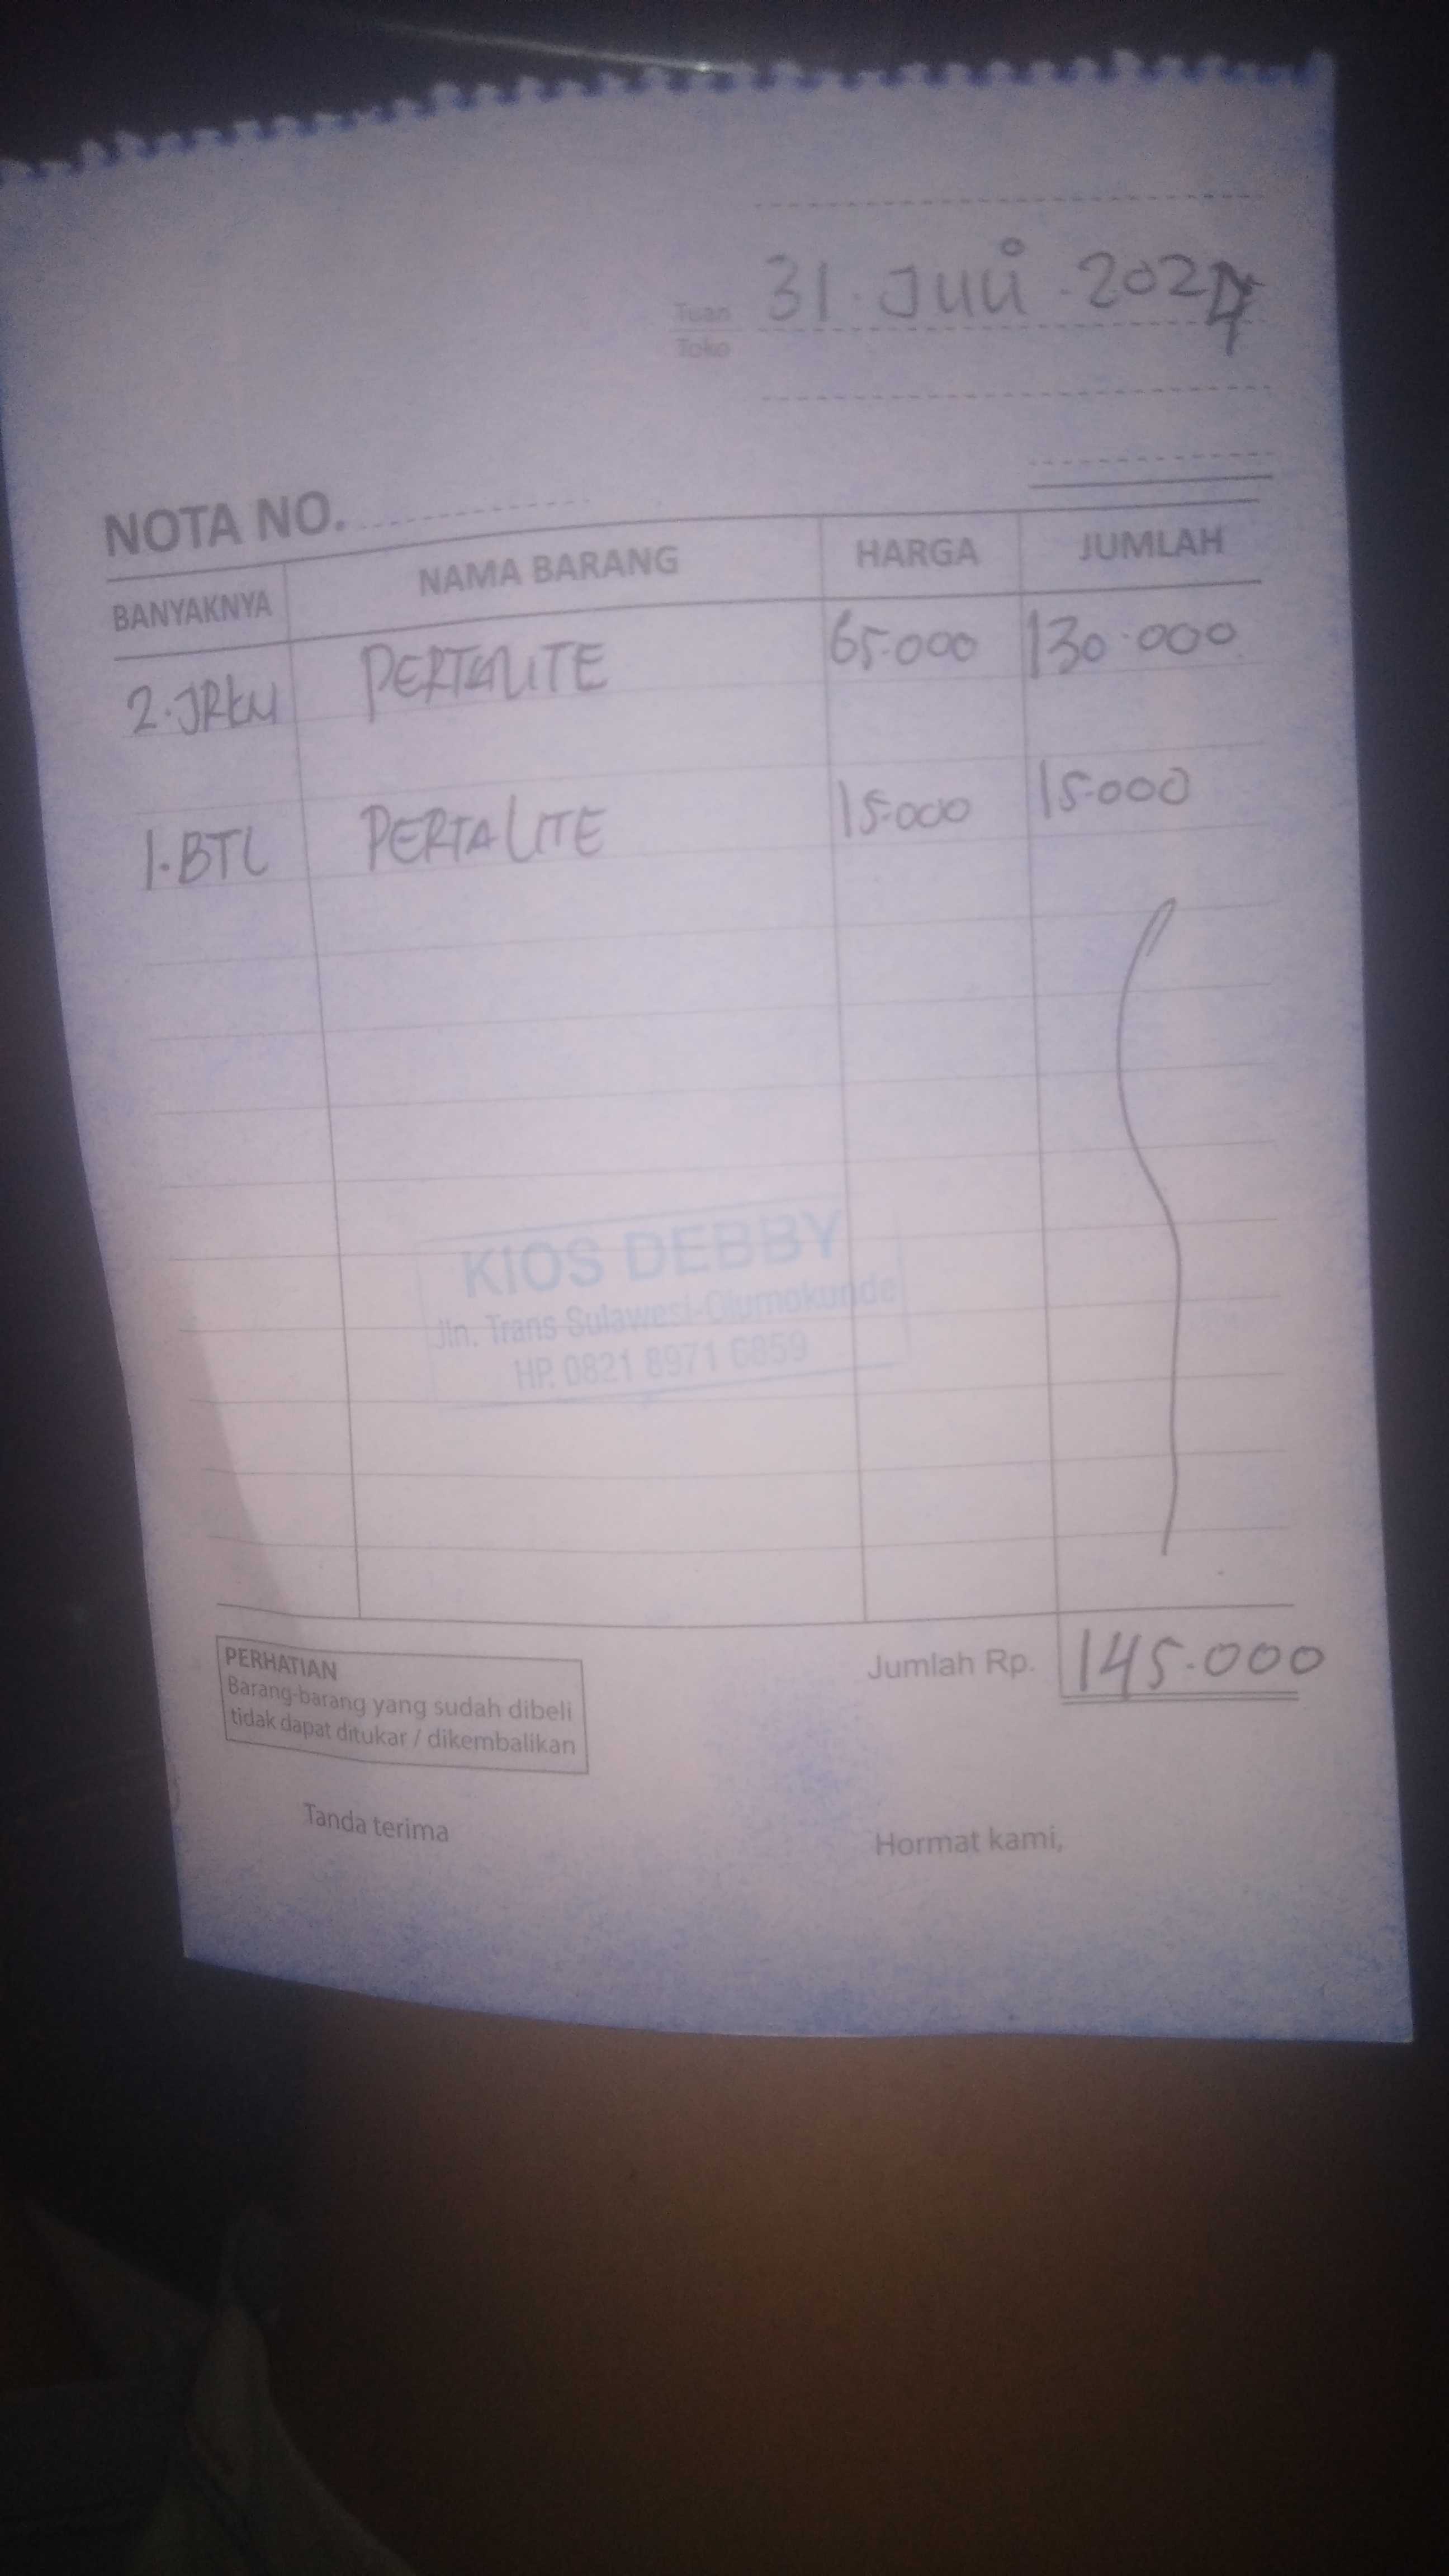 31. Juli . 2024
Tuan
Toko
NOTA NO.
BANYAKNYA NAMA BARANG HARGA JUMLAH
2. JRKN PERTALITE 65.000 130.000
1. BTL PERTALITE 15.000 15.000
KIOS DEBBY
Jln. Trans Sulawesi-Olumokunde
HP. 0821 8971 6859
Jumlah Rp. 145.000
PERHATIAN
Barang-barang yang sudah dibeli
tidak dapat ditukar / dikembalikan
Tanda terima Hormat kami,